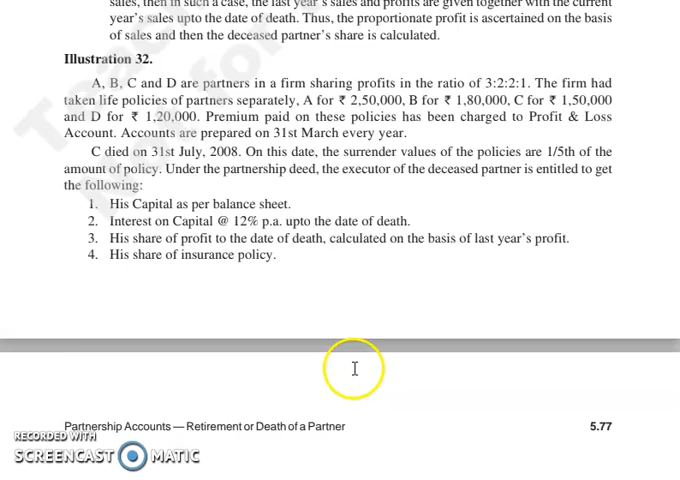 sales, then in such a case, the last year's sales and profits are given together with the current
year's sales upto the date of death. Thus, the proportionate profit is ascertained on the basis
of sales and then the deceased partner's share is calculated.
Illustration 32.
A, B, C and D are partners in a firm sharing profits in the ratio of 3:2:2:1. The firm had
taken life policies of partners separately, A for ₹ 2,50,000, B for ₹ 1,80,000, C for ₹ 1,50,000
and D for ₹ 1,20,000. Premium paid on these policies has been charged to Profit & Loss
Account. Accounts are prepared on 31st March every year.
C died on 31st July, 2008. On this date, the surrender values of the policies are 1/5th of the
amount of policy. Under the partnership deed, the executor of the deceased partner is entitled to get
the following:
1. His Capital as per balance sheet.
2. Interest on Capital @ 12% p.a. upto the date of death.
3. His share of profit to the date of death, calculated on the basis of last year's profit.
4. His share of insurance policy.
Partnership Accounts — Retirement or Death of a Partner 5.77
RECORDED WITH
SCREENCAST MATIC